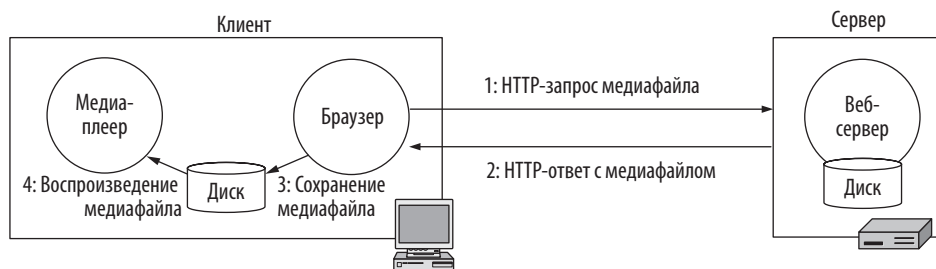 Клиент
Сервер
Медиа-
плеер
Браузер
1: HTTP-запрос медиафайла
Веб-
сервер
2: HTTP-ответ с медиафайлом
4: Воспроизведение
медиафайла
Диск
3: Сохранение
медиафайла
Диск